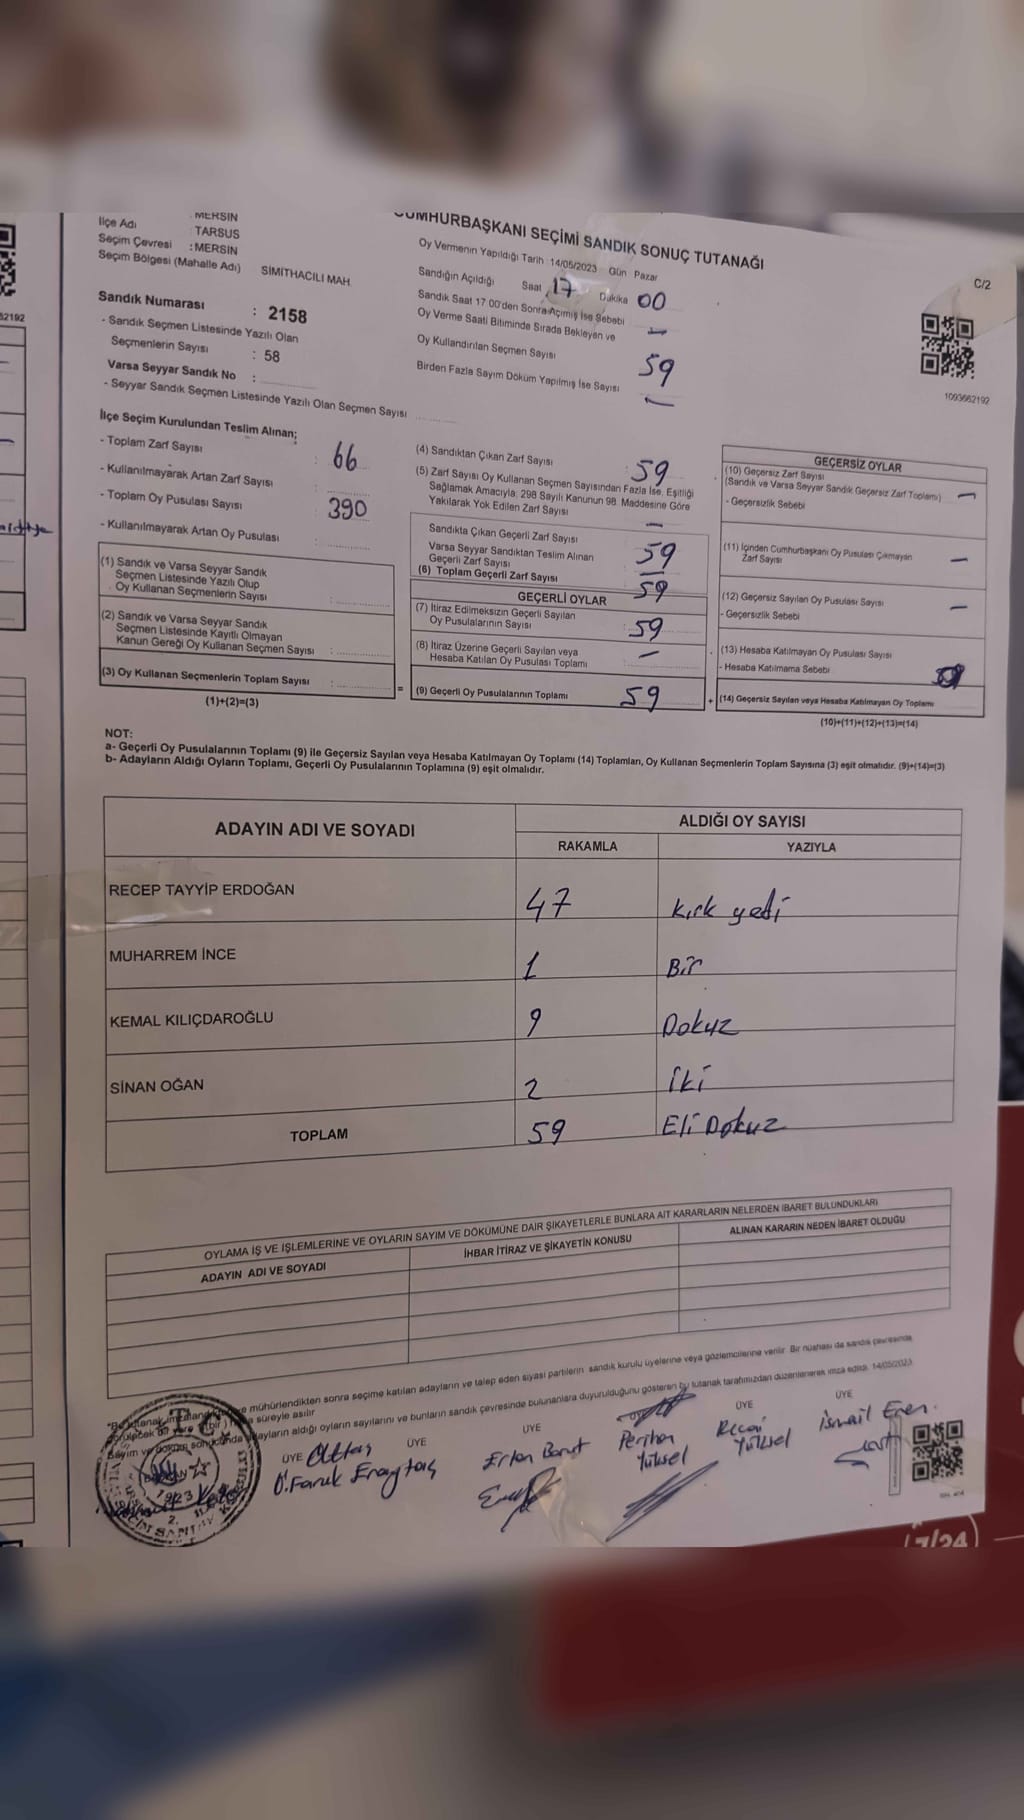 MERSİN
İlçe Adı TARSUS
Seçim Çevresi : MERSİN
Seçim Bölgesi (Mahalle Adı) SİMİTHACILI MAH.
CUMHURBAŞKANI SEÇİMİ SANDIK SONUÇ TUTANAĞI
C/2
Oy Vermenin Yapıldığı Tarih : 14/05/2023 Gün Pazar
Sandığın Açıldığı Saat 17 Dakika 00
Sandık Saat 17:00'den Sonra Açımış İse Sebebi
Oy Verme Saati Bitiminde Sırada Bekleyen ve —
Oy Kullandırılan Seçmen Sayısı 59
Birden Fazla Sayım Döküm Yapılmış İse Sayısı —
1093662192
Sandık Numarası : 2158
- Sandık Seçmen Listesinde Yazılı Olan
Seçmenlerin Sayısı : 58
Varsa Seyyar Sandık No :
- Seyyar Sandık Seçmen Listesinde Yazılı Olan Seçmen Sayısı
İlçe Seçim Kurulundan Teslim Alınan;
- Toplam Zarf Sayısı : 66
- Kullanılmayarak Artan Zarf Sayısı :
- Toplam Oy Pusulası Sayısı : 390
- Kullanılmayarak Artan Oy Pusulası :
(1) Sandık ve Varsa Seyyar Sandık
Seçmen Listesinde Yazılı Olup
Oy Kullanan Seçmenlerin Sayısı :
(2) Sandık ve Varsa Seyyar Sandık
Seçmen Listesinde Kayıtlı Olmayan
Kanun Gereği Oy Kullanan Seçmen Sayısı :
(3) Oy Kullanan Seçmenlerin Toplam Sayısı :
(1)+(2)=(3)
(4) Sandıktan Çıkan Zarf Sayısı : 59
(5) Zarf Sayısı Oy Kullanan Seçmen Sayısından Fazla İse, Eşitliği
Sağlamak Amacıyla, 298 Sayılı Kanunun 98. Maddesine Göre
Yakılarak Yok Edilen Zarf Sayısı —
Sandıkta Çıkan Geçerli Zarf Sayısı 59
Varsa Seyyar Sandıktan Teslim Alınan
Geçerli Zarf Sayısı —
(6) Toplam Geçerli Zarf Sayısı 59
GEÇERLİ OYLAR
(7) İtiraz Edilmeksizin Geçerli Sayılan
Oy Pusulalarının Sayısı 59
(8) İtiraz Üzerine Geçerli Sayılan veya
Hesaba Katılan Oy Pusulası Toplamı —
= (9) Geçerli Oy Pusulalarının Toplamı 59 +
GEÇERSİZ OYLAR
(10) Geçersiz Zarf Sayısı
(Sandık ve Varsa Seyyar Sandık Geçersiz Zarf Toplamı) —
- Geçersizlik Sebebi
(11) İçinden Cumhurbaşkanı Oy Pusulası Çıkmayan
Zarf Sayısı —
(12) Geçersiz Sayılan Oy Pusulası Sayısı —
- Geçersizlik Sebebi
(13) Hesaba Katılmayan Oy Pusulası Sayısı
- Hesaba Katılmama Sebebi
(14) Geçersiz Sayılan veya Hesaba Katılmayan Oy Toplamı
(10)+(11)+(12)+(13)=(14)
NOT:
a- Geçerli Oy Pusulalarının Toplamı (9) ile Geçersiz Sayılan veya Hesaba Katılmayan Oy Toplamı (14) Toplamları, Oy Kullanan Seçmenlerin Toplam Sayısına (3) eşit olmalıdır. (9)+(14)=(3)
b- Adayların Aldığı Oyların Toplamı, Geçerli Oy Pusulalarının Toplamına (9) eşit olmalıdır.
ADAYIN ADI VE SOYADI ALDIĞI OY SAYISI
RAKAMLA YAZIYLA
RECEP TAYYİP ERDOĞAN 47 Kırk yedi
MUHARREM İNCE 1 Bir
KEMAL KILIÇDAROĞLU 9 Dokuz
SİNAN OĞAN 2 İki
TOPLAM 59 Eli Dokuz
OYLAMA İŞ VE İŞLEMLERİNE VE OYLARIN SAYIM VE DÖKÜMÜNE DAİR ŞİKAYETLERLE BUNLARA AİT KARARLARIN NELERDEN İBARET BULUNDUKLARI
ADAYIN ADI VE SOYADI İHBAR İTİRAZ VE ŞİKAYETİN KONUSU ALINAN KARARIN NEDEN İBARET OLDUĞU
mühürlendikten sonra seçime katılan adayların ve talep eden siyasi partilerin sandık kurulu üyelerine veya gözlemcilerine verilir. Bir nüshası da sandık çevresinde
süreyle asılır
adayların aldığı oyların sayılarını ve bunların sandık çevresinde bulunanlara duyurulduğunu gösteren bu tutanak tarafımızdan düzenlenerek imza edildi. 14/05/2023
ÜYE ÜYE ÜYE ÜYE ÜYE
Ö.Faruk
Perihan Yüksel
Yüksel
İsmail Eren
T.C.
1923
17/24